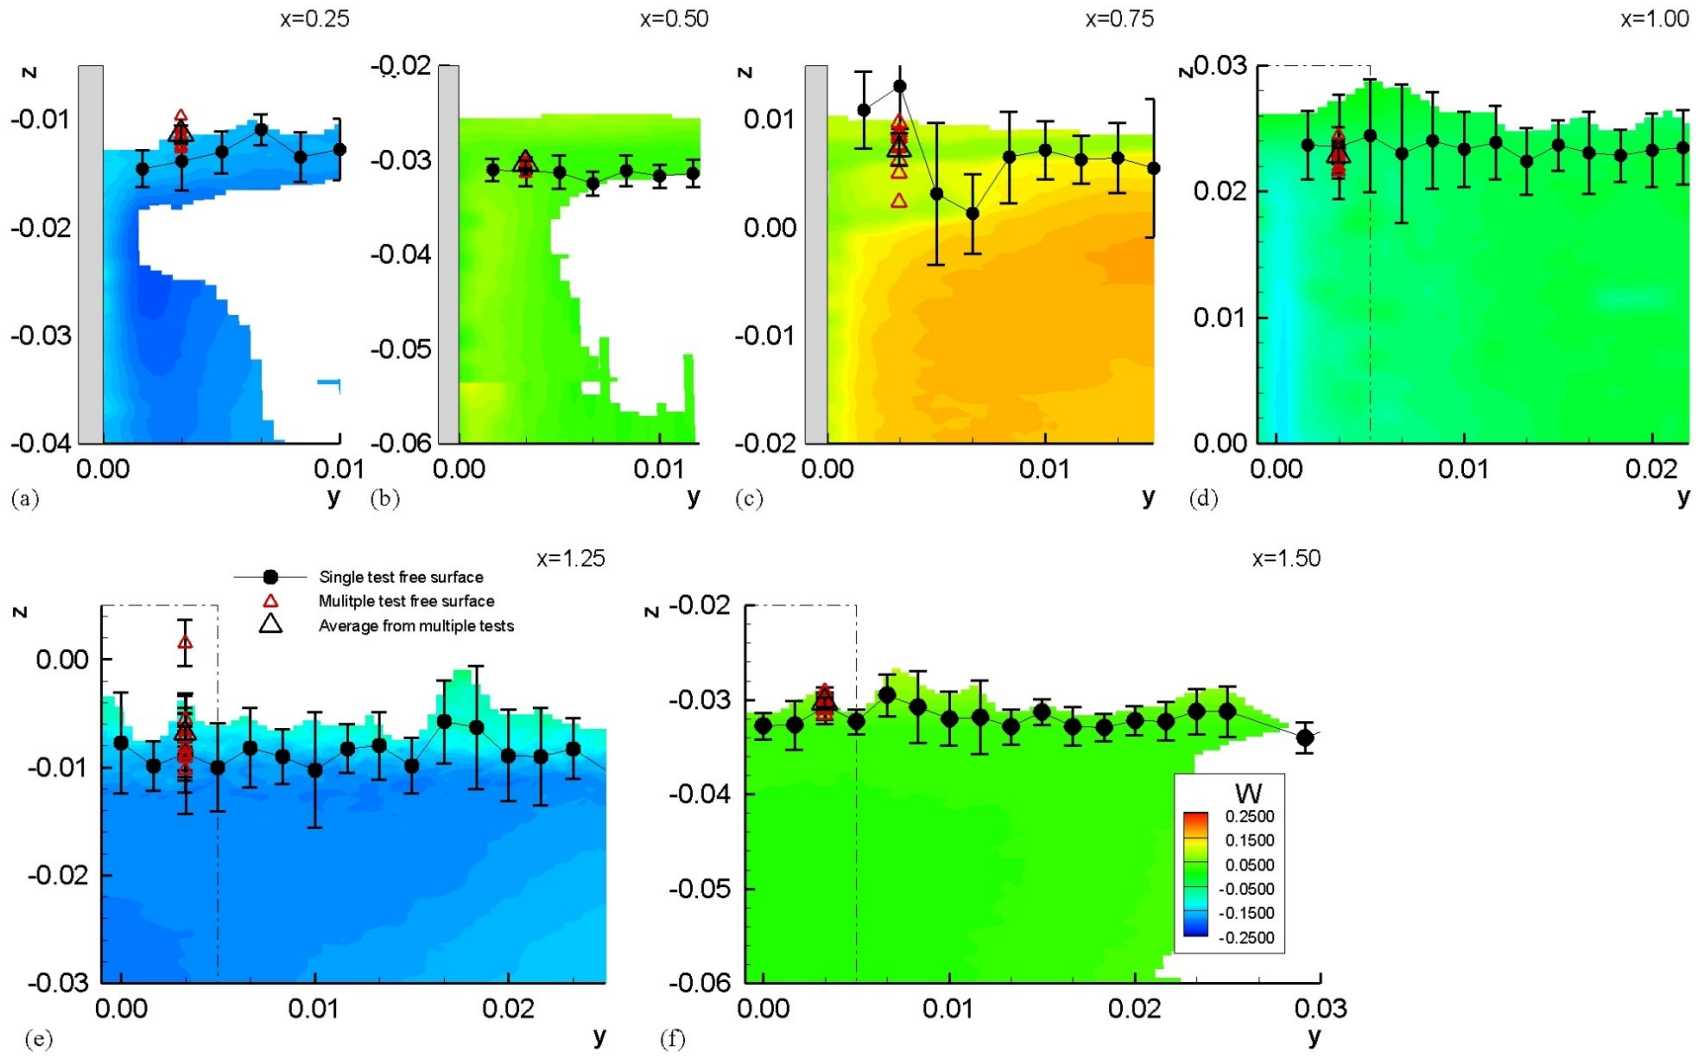 x=0.25
x=0.50
x=0.75
x=1.00
z
-0.01
-0.02
-0.03
-0.04
0.00
0.01
y
(a)
-0.02
-0.03
-0.04
-0.05
-0.06
0.00
0.01
y
(b)
z
0.01
0.00
-0.01
-0.02
0.00
0.01
y
(c)
z
0.03
0.02
0.01
0.00
0.00
0.01
0.02
y
(d)
x=1.25
Single test free surface
Mulitple test free surface
Average from multiple tests
z
0.00
-0.01
-0.02
-0.03
0.00
0.01
0.02
y
(e)
x=1.50
z
-0.02
-0.03
-0.04
-0.05
-0.06
0.00
0.01
0.02
0.03
y
(f)
W
0.2500
0.1500
0.0500
-0.0500
-0.1500
-0.2500